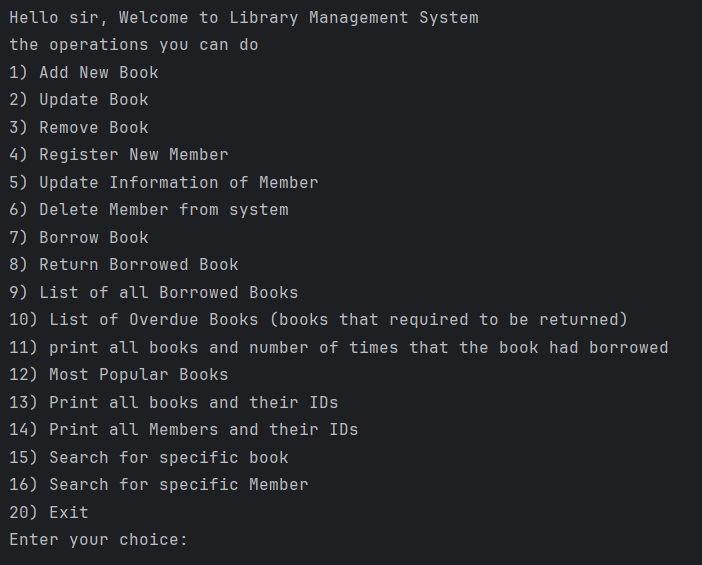 Hello sir, Welcome to Library Management System
the operations you can do
1) Add New Book
2) Update Book
3) Remove Book
4) Register New Member
5) Update Information of Member
6) Delete Member from system
7) Borrow Book
8) Return Borrowed Book
9) List of all Borrowed Books
10) List of Overdue Books (books that required to be returned)
11) print all books and number of times that the book had borrowed
12) Most Popular Books
13) Print all books and their IDs
14) Print all Members and their IDs
15) Search for specific book
16) Search for specific Member
20) Exit
Enter your choice: